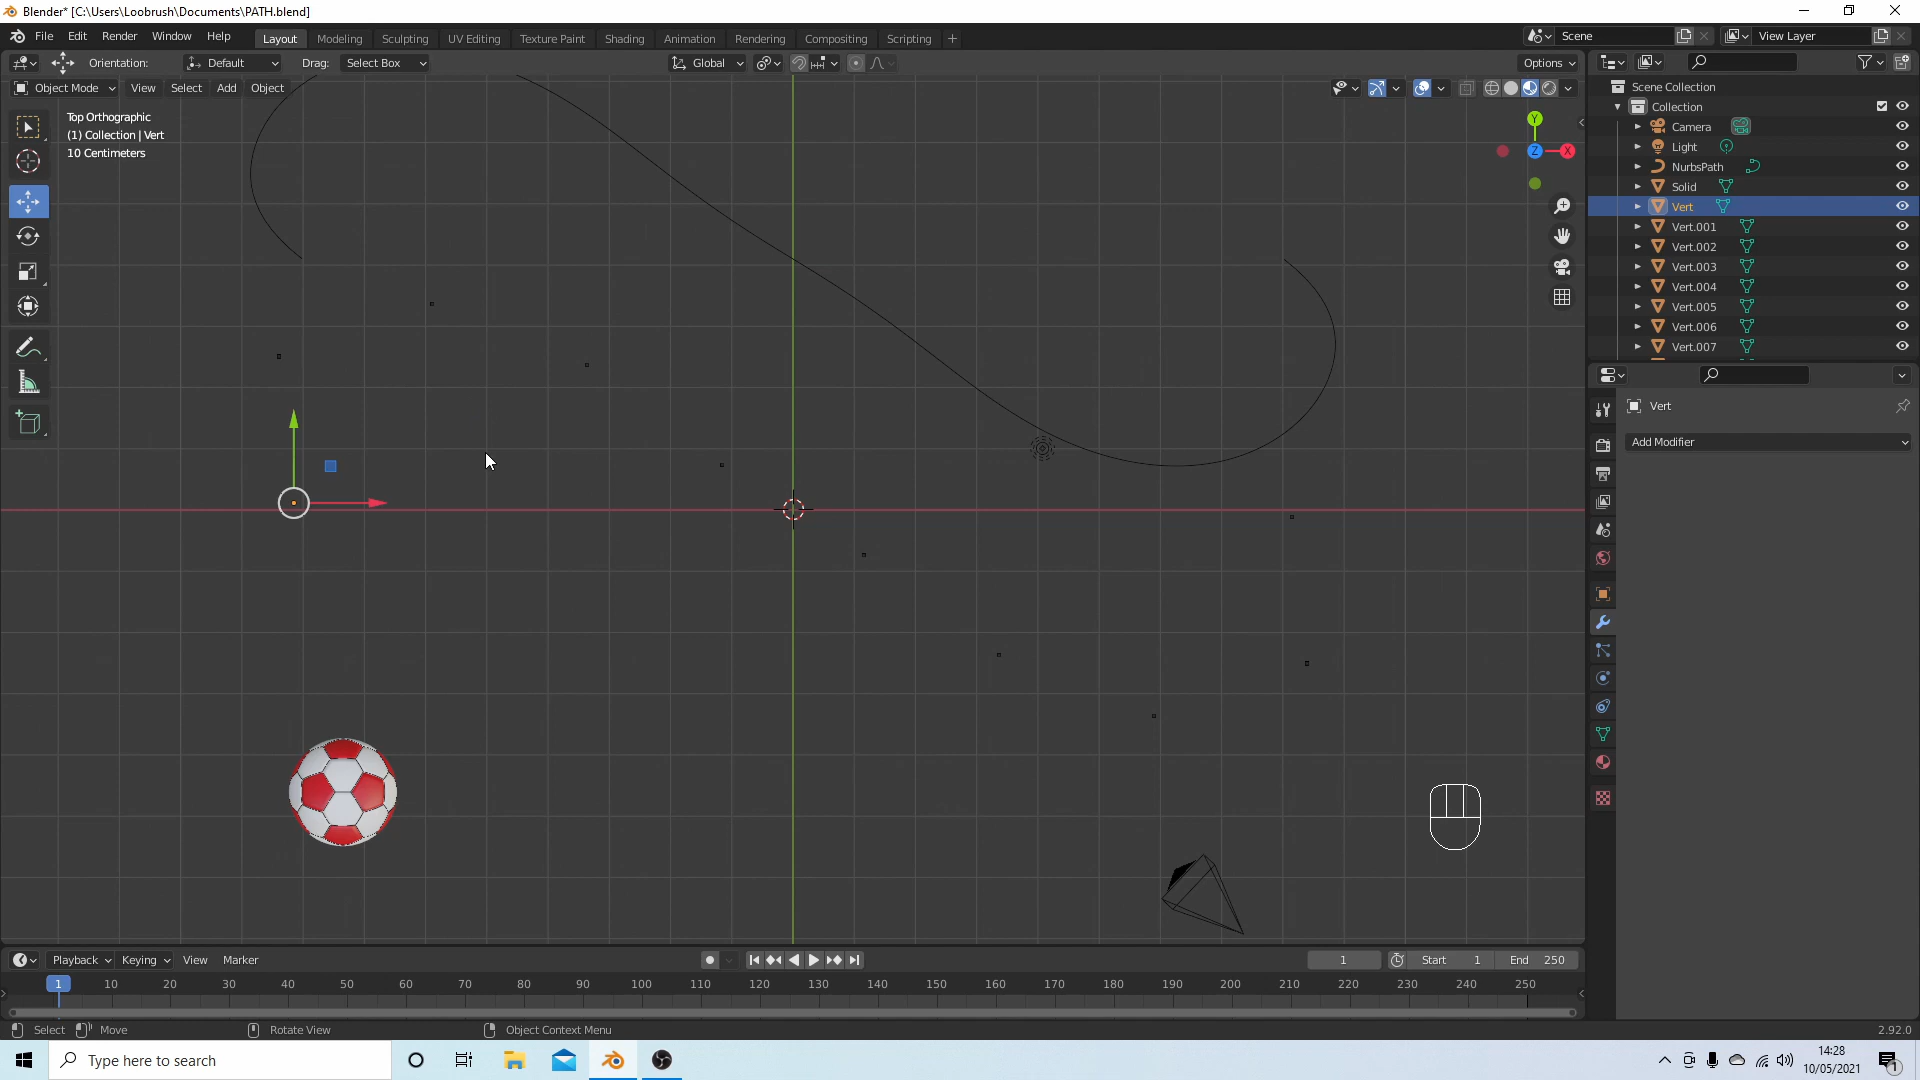 Blender* [C:\Users\Loobrush\Documents\PATH.blend]
File Edit Render Window Help
Layout Modeling Sculpting UV Editing Texture Paint Shading Animation Rendering Compositing Scripting +
Scene
View Layer
Orientation: Default Drag: Select Box
Global
Options
Object Mode View Select Add Object
Top Orthographic
(1) Collection | Vert
10 Centimeters
Y
Z
X
Scene Collection
Collection
Camera
Light
NurbsPath
Solid
Vert
Vert.001
Vert.002
Vert.003
Vert.004
Vert.005
Vert.006
Vert.007
Vert
Add Modifier
Playback Keying View Marker
1
Start 1
End 250
1 10 20 30 40 50 60 70 80 90 100 110 120 130 140 150 160 170 180 190 200 210 220 230 240 250
Select Move Rotate View Object Context Menu
2.92.0
Type here to search
14:28
10/05/2021
1